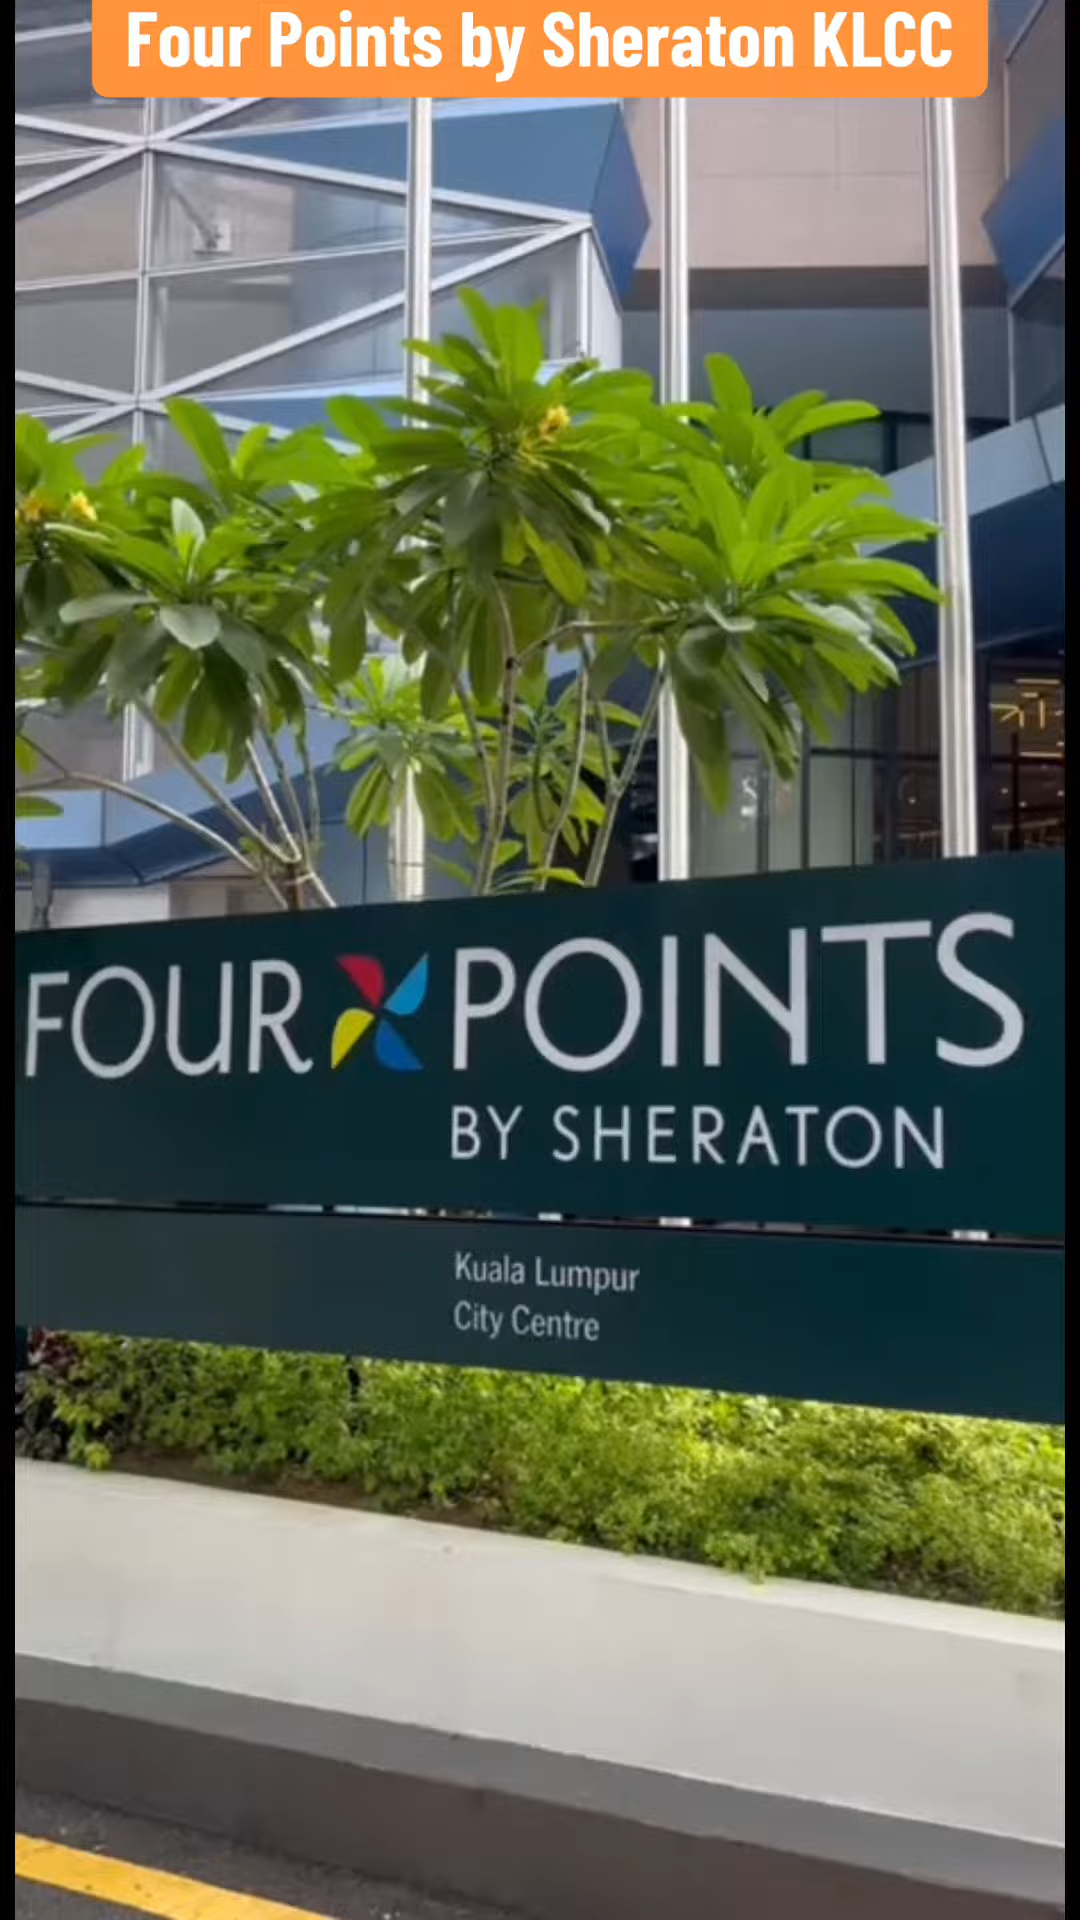 Four Points by Sheraton KLCC
FOUR POINTS
BY SHERATON
Kuala Lumpur
City Centre